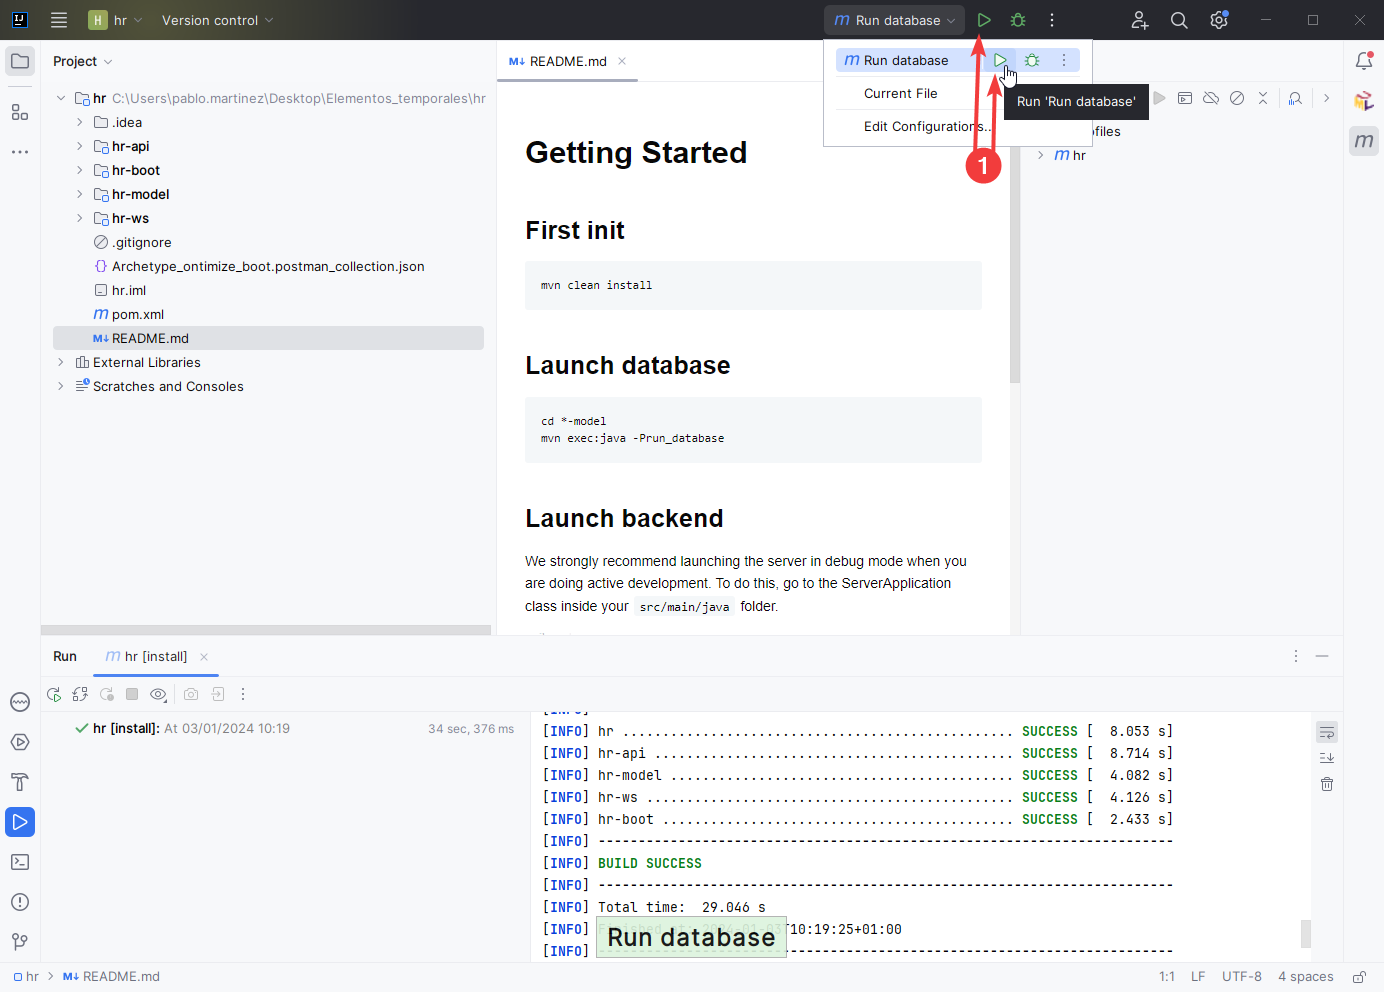 H hr Version control
m Run database
Project
README.md
m Run database
Current File
Edit Configurations...
Run 'Run database'
1
hr C:\Users\pablo.martinez\Desktop\Elementos_temporales\hr
.idea
hr-api
hr-boot
hr-model
hr-ws
.gitignore
Archetype_ontimize_boot.postman_collection.json
hr.iml
pom.xml
README.md
External Libraries
Scratches and Consoles
Getting Started
First init
mvn clean install
Launch database
cd *-model
mvn exec:java -Prun_database
Launch backend
We strongly recommend launching the server in debug mode when you
are doing active development. To do this, go to the ServerApplication
class inside your src/main/java folder.
m hr
Run
m hr [install]
hr [install]: At 03/01/2024 10:19 34 sec, 376 ms
[INFO] hr ................................................. SUCCESS [  8.053 s]
[INFO] hr-api ............................................. SUCCESS [  8.714 s]
[INFO] hr-model ........................................... SUCCESS [  4.082 s]
[INFO] hr-ws .............................................. SUCCESS [  4.126 s]
[INFO] hr-boot ............................................ SUCCESS [  2.433 s]
[INFO] ------------------------------------------------------------------------
[INFO] BUILD SUCCESS
[INFO] ------------------------------------------------------------------------
[INFO] Total time:  29.046 s
[INFO] T10:19:25+01:00
[INFO] ------------------------------------------------------------------------
Run database
hr > README.md
1:1 LF UTF-8 4 spaces